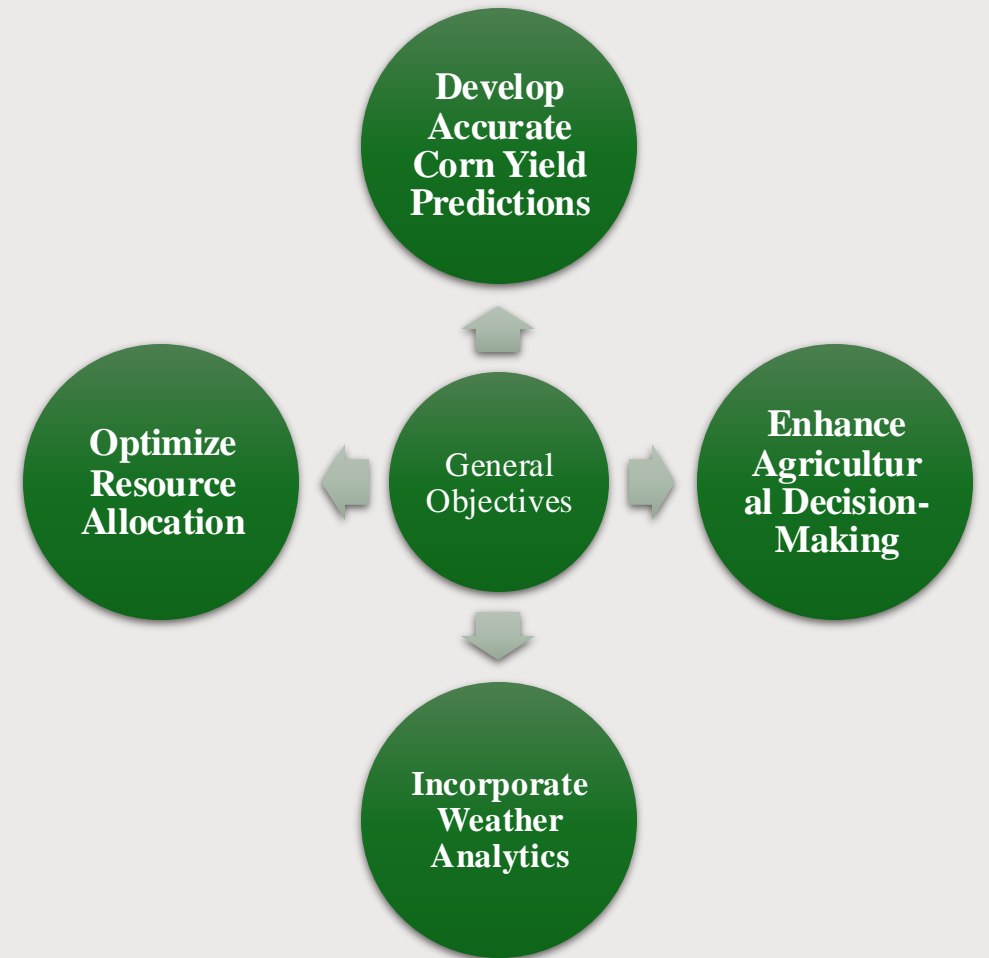 Develop
Accurate
Corn Yield
Predictions
Optimize
Resource
Allocation
General
Objectives
Enhance
Agricultur
al Decision-
Making
Incorporate
Weather
Analytics